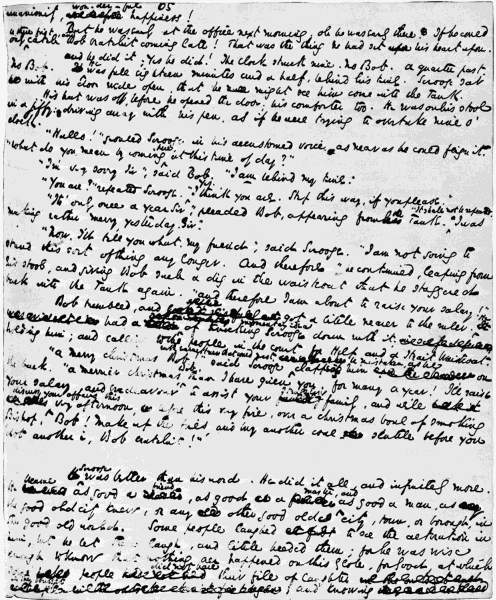 unanimity, won-der-ful happiness! 65
But he was early at the office next morning. Oh he was early there. If he could
only be there first, and catch Bob Cratchit coming late! That was the thing he had set his heart upon.
And he did it; yes he did! The clock struck nine. No Bob. A quarter past.
No Bob. He was full eighteen minutes and a half, behind his time. Scrooge sat
with his door wide open, that he might see him come into the Tank.
His hat was off before he opened the door; his comforter too. He was on his stool
in a jiffy; driving away with his pen, as if he were trying to overtake nine o'
clock.
"Hallo!" growled Scrooge in his accustomed voice, as near as he could feign it.
"What do you mean by coming here at this time of day?"
"I'm very sorry Sir," said Bob. "I am behind my time."
"You are?" repeated Scrooge. "Yes. I think you are. Step this way, if you please."
"It's only once a year Sir," pleaded Bob, appearing from the Tank. "It shall not be repeated. I was
making rather merry, yesterday, Sir."
"Now, I'll tell you what, my friend," said Scrooge. "I am not going to
stand this sort of thing any longer. And therefore" he continued, leaping from
his stool, and giving Bob such a dig in the waistcoat that he staggered
back into the Tank again: "and therefore I am about to raise your salary!"
Bob trembled, and got a little nearer to the ruler. He
had a momentary idea of knocking Scrooge down with it;
holding him; and calling to the people in the court for help and a strait waistcoat.
"A merry Christmas Bob!" said Scrooge with an earnestness that could not be mistaken, as he clapped him on
the back. "A merrier Christmas Bob, than I have given you, for many a year! I'll raise
your salary, and endeavour to assist your struggling family, and we will
discuss your affairs this very afternoon, over a christmas bowl of smoking
Bishop, Bob! Make up the fires and buy another coal scuttle before you
dot another i, Bob Cratchit!"
Scrooge was better than his word. He did it all, and infinitely more.
He became as good a friend, as good a master, and as good a man, as
the good old city knew, or any other good old city, town, or borough, in
the good old world. Some people laughed to see the alteration in
him, but he let them laugh, and little heeded them; for he was wise
enough to know that nothing ever happened on this Globe, for good, at which
some people did not have their fill of laughter
and knowing